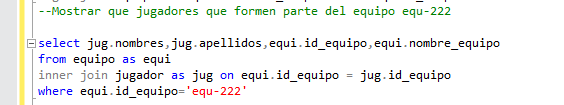 --Mostrar que jugadores que formen parte del equipo equ-222
select jug.nombres,jug.apellidos,equi.id_equipo,equi.nombre_equipo
from equipo as equi
inner join jugador as jug on equi.id_equipo = jug.id_equipo
where equi.id_equipo='equ-222'